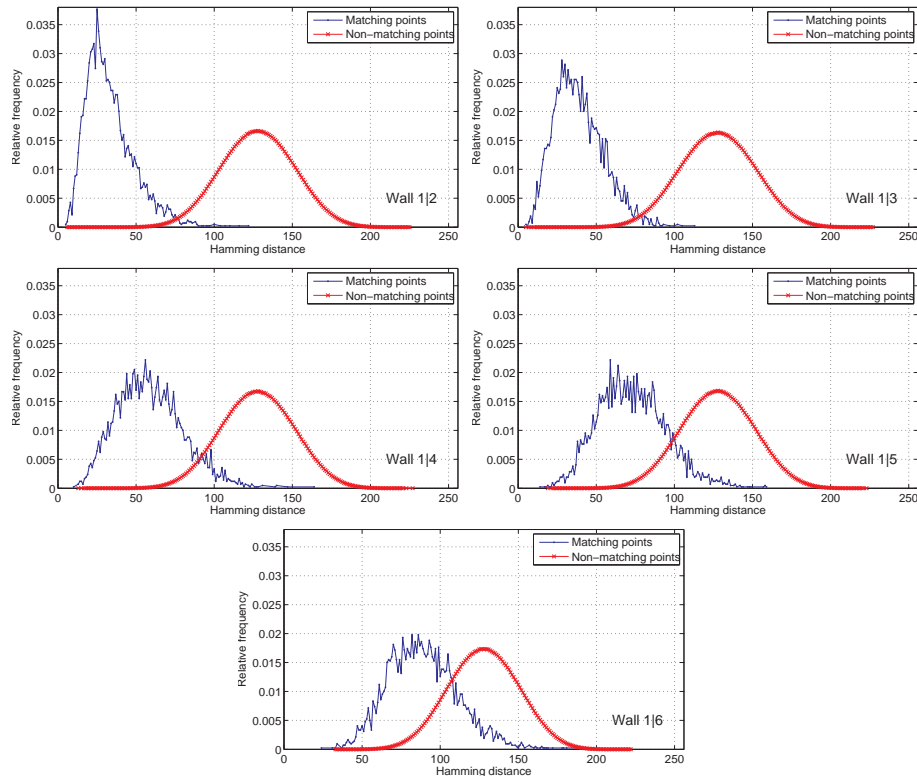 Relative frequency
0.035
0.03
0.025
0.02
0.015
0.01
0.005
0
0 50 100 150 200 250
Hamming distance
Matching points
Non−matching points
Wall 1|2
Relative frequency
0.035
0.03
0.025
0.02
0.015
0.01
0.005
0
0 50 100 150 200 250
Hamming distance
Matching points
Non−matching points
Wall 1|3
Relative frequency
0.035
0.03
0.025
0.02
0.015
0.01
0.005
0
0 50 100 150 200 250
Hamming distance
Matching points
Non−matching points
Wall 1|4
Relative frequency
0.035
0.03
0.025
0.02
0.015
0.01
0.005
0
0 50 100 150 200 250
Hamming distance
Matching points
Non−matching points
Wall 1|5
Relative frequency
0.035
0.03
0.025
0.02
0.015
0.01
0.005
0
0 50 100 150 200 250
Hamming distance
Matching points
Non−matching points
Wall 1|6